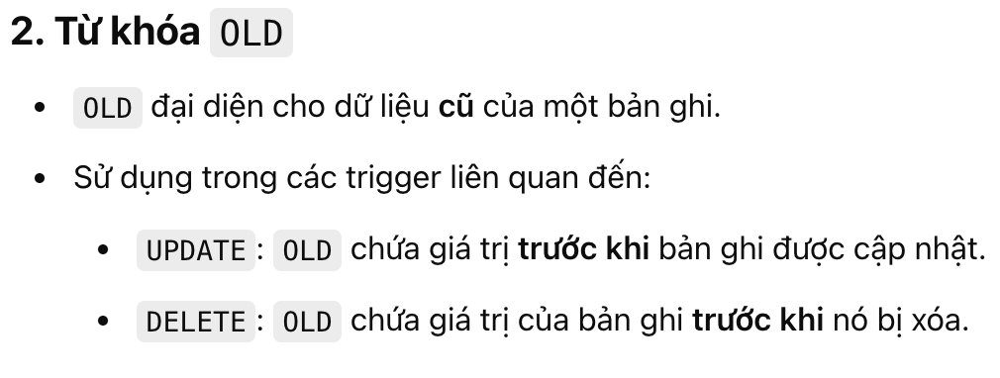 2. Từ khóa OLD
• OLD đại diện cho dữ liệu cũ của một bản ghi.
• Sử dụng trong các trigger liên quan đến:
• UPDATE: OLD chứa giá trị trước khi bản ghi được cập nhật.
• DELETE: OLD chứa giá trị của bản ghi trước khi nó bị xóa.